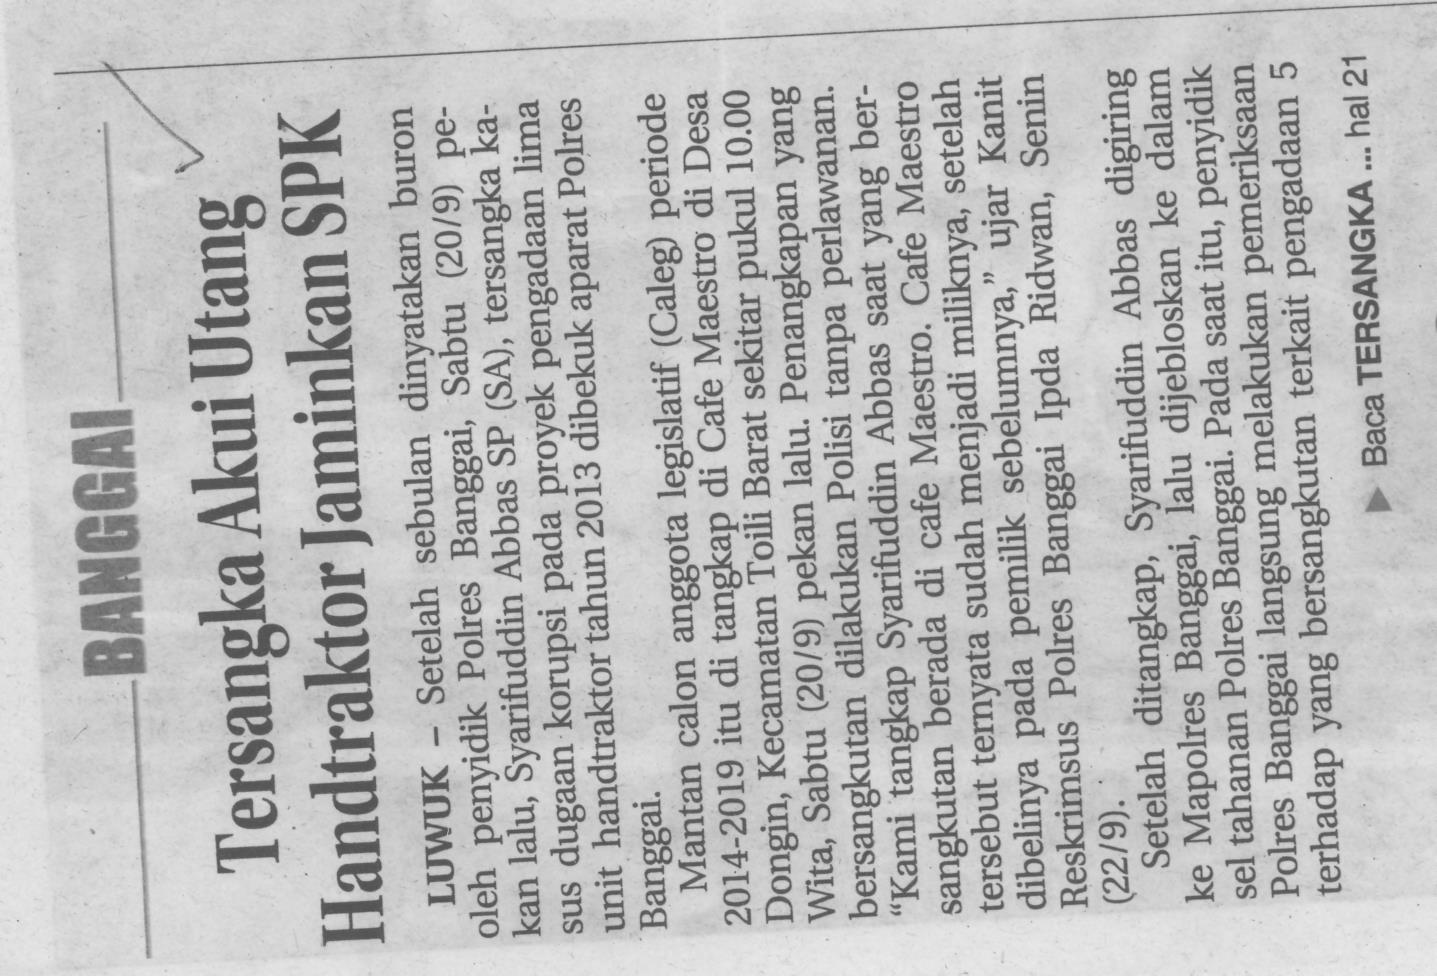 BANGGAI
Tersangka Akui Utang
Handtraktor Jaminkan SPK
LUWUK – Setelah sebulan dinyatakan buron
oleh penyidik Polres Banggai, Sabtu (20/9) pe-
kan lalu, Syarifuddin Abbas SP (SA), tersangka ka-
sus dugaan korupsi pada proyek pengadaan lima
unit handtraktor tahun 2013 dibekuk aparat Polres
Banggai.
Mantan calon anggota legislatif (Caleg) periode
2014-2019 itu di tangkap di Cafe Maestro di Desa
Dongin, Kecamatan Toili Barat sekitar pukul 10.00
Wita, Sabtu (20/9) pekan lalu. Penangkapan yang
bersangkutan dilakukan Polisi tanpa perlawanan.
“Kami tangkap Syarifuddin Abbas saat yang ber-
sangkutan berada di cafe Maestro. Cafe Maestro
tersebut ternyata sudah menjadi miliknya, setelah
dibelinya pada pemilik sebelumnya,” ujar Kanit
Reskrimsus Polres Banggai Ipda Ridwan, Senin
(22/9).
Setelah ditangkap, Syarifuddin Abbas digiring
ke Mapolres Banggai, lalu dijebloskan ke dalam
sel tahanan Polres Banggai. Pada saat itu, penyidik
Polres Banggai langsung melakukan pemeriksaan
terhadap yang bersangkutan terkait pengadaan 5
▶ Baca TERSANGKA ... hal 21